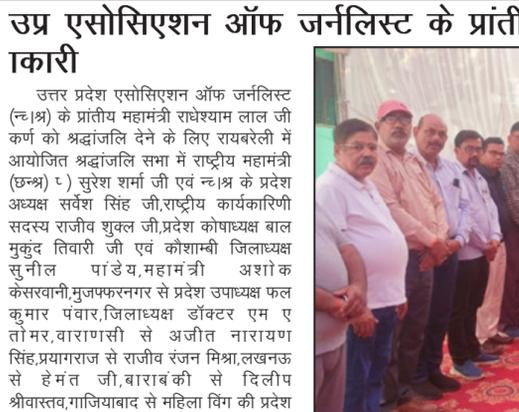 उप्र एसोसिएशन ऑफ जर्नलिस्ट के प्रांती
ाकारी
उत्तर प्रदेश एसोसिएशन ऑफ जर्नलिस्ट
(न्च।श्र) के प्रांतीय महामंत्री राधेश्याम लाल जी
कर्ण को श्रद्धांजलि देने के लिए रायबरेली में
आयोजित श्रद्धांजलि सभा में राष्ट्रीय महामंत्री
(छन्श्र) प् ) सुरेश शर्मा जी एवं न्च।श्र के प्रदेश
अध्यक्ष सर्वेश सिंह जी,राष्ट्रीय कार्यकारिणी
सदस्य राजीव शुक्ल जी,प्रदेश कोषाध्यक्ष बाल
मुकुंद तिवारी जी एवं कौशाम्बी जिलाध्यक्ष
सुनील पांडेय,महामंत्री अशोक
केसरवानी,मुजफ्फरनगर से प्रदेश उपाध्यक्ष फल
कुमार पंवार,जिलाध्यक्ष डॉक्टर एम ए
तोमर,वाराणसी से अजीत नारायण
सिंह,प्रयागराज से राजीव रंजन मिश्रा,लखनऊ
से हेमंत जी,बाराबंकी से दिलीप
श्रीवास्तव,गाजियाबाद से महिला विंग की प्रदेश